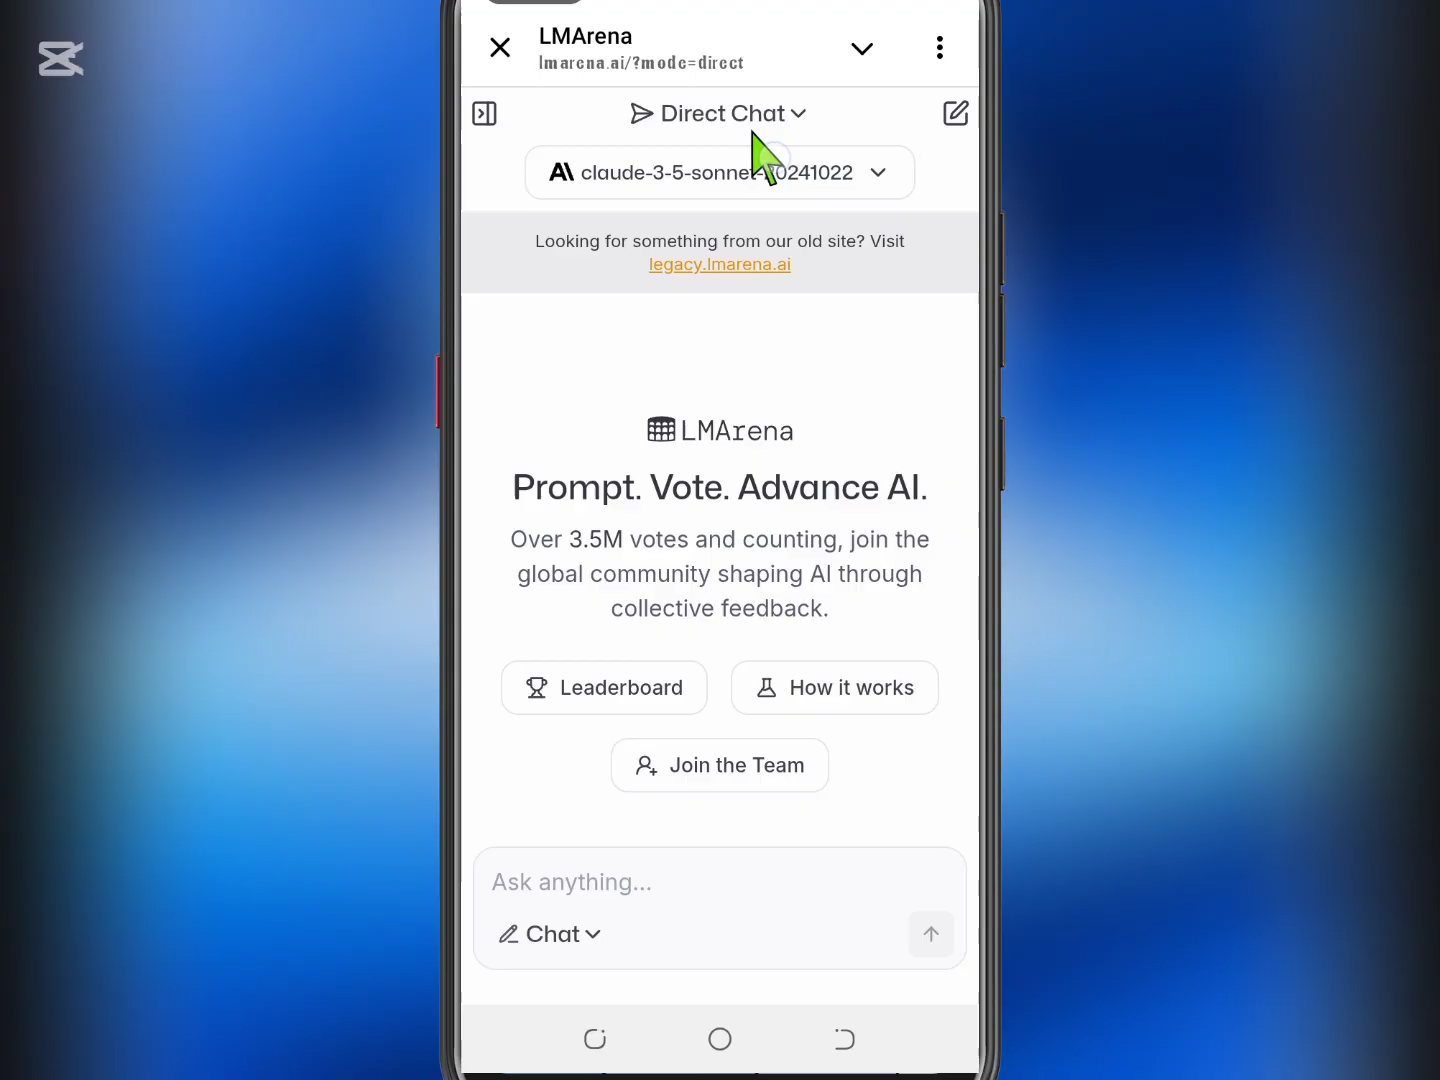 LMArena
lmarena.ai/?mode=direct
Direct Chat
claude-3-5-sonnet-20241022
Looking for something from our old site? Visit
legacy.lmarena.ai
LMArena
Prompt. Vote. Advance AI.
Over 3.5M votes and counting, join the
global community shaping AI through
collective feedback.
Leaderboard
How it works
Join the Team
Ask anything...
Chat